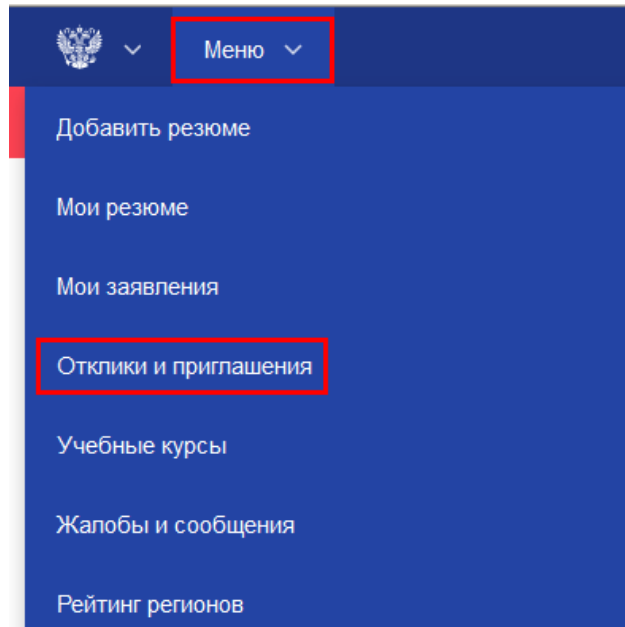 Меню
Добавить резюме
Мои резюме
Мои заявления
Отклики и приглашения
Учебные курсы
Жалобы и сообщения
Рейтинг регионов